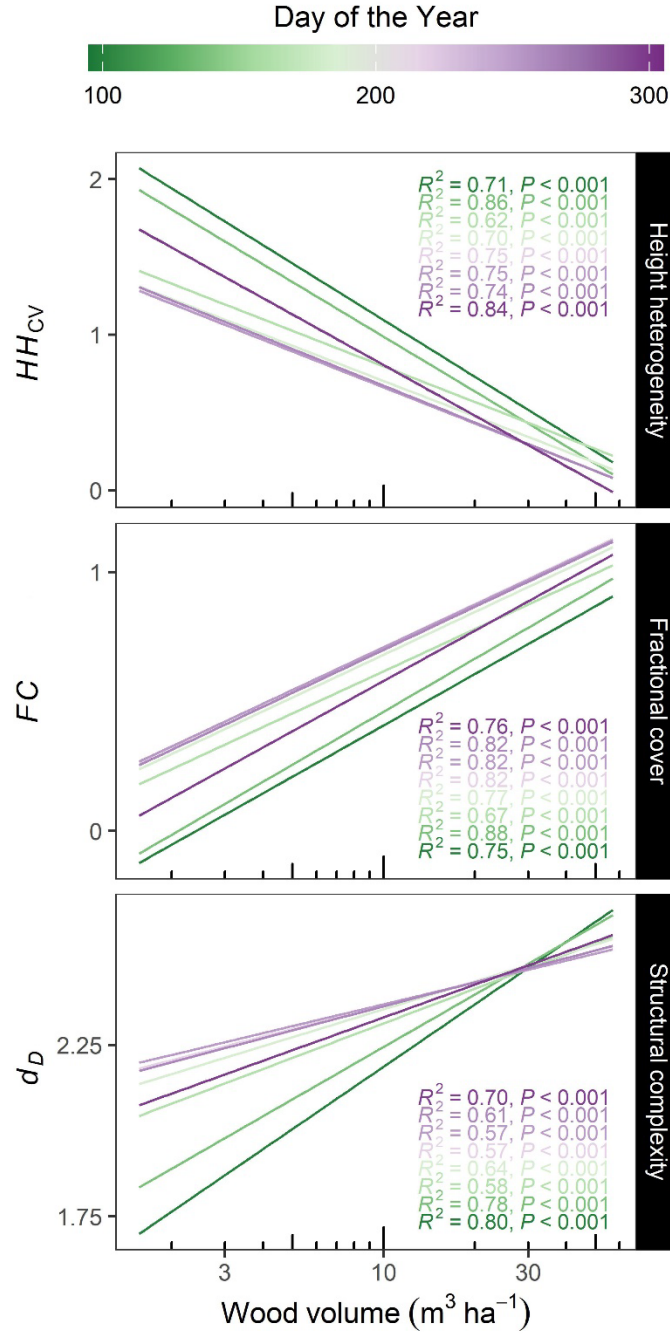 Day of the Year
100 200 300
2
1
0
HH_CV
R² = 0.71, P < 0.001
R² = 0.86, P < 0.001
R² = 0.62, P < 0.001
R² = 0.70, P < 0.001
R² = 0.75, P < 0.001
R² = 0.75, P < 0.001
R² = 0.74, P < 0.001
R² = 0.84, P < 0.001
Height heterogeneity
1
0
FC
R² = 0.76, P < 0.001
R² = 0.82, P < 0.001
R² = 0.82, P < 0.001
R² = 0.82, P < 0.001
R² = 0.77, P < 0.001
R² = 0.67, P < 0.001
R² = 0.88, P < 0.001
R² = 0.75, P < 0.001
Fractional cover
2.25
1.75
d_D
R² = 0.70, P < 0.001
R² = 0.61, P < 0.001
R² = 0.57, P < 0.001
R² = 0.57, P < 0.001
R² = 0.64, P < 0.001
R² = 0.58, P < 0.001
R² = 0.78, P < 0.001
R² = 0.80, P < 0.001
Structural complexity
3 10 30
Wood volume (m³ ha⁻¹)